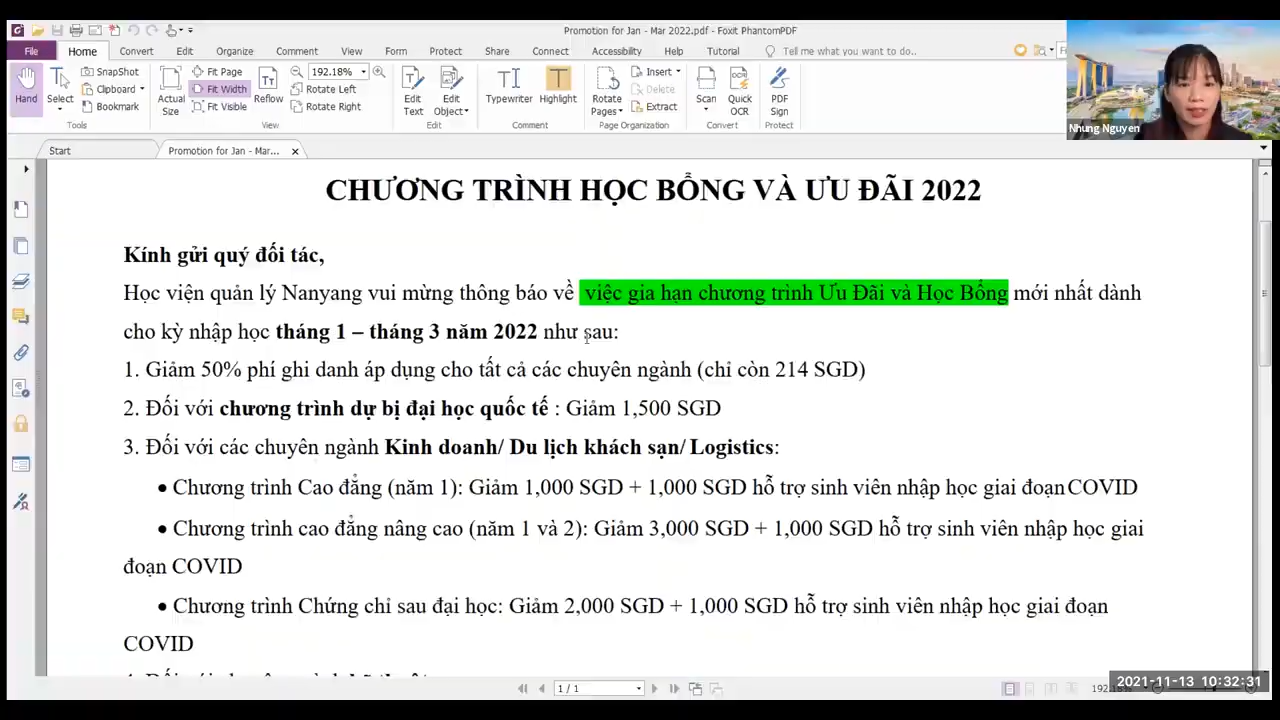 Promotion for Jan - Mar 2022.pdf - Foxit PhantomPDF
File Home Convert Edit Organize Comment View Form Protect Share Connect Accessibility Help Tutorial Tell me what you want to do..
Hand
Select
SnapShot
Clipboard
Bookmark
Tools
Actual Size
Fit Page
Fit Width
Fit Visible
Reflow
192.18%
Rotate Left
Rotate Right
View
Edit Text
Edit Object
Edit
Typewriter
Highlight
Comment
Rotate Pages
Insert
Delete
Extract
Page Organization
Scan
Quick OCR
Convert
PDF Sign
Protect
Nhung Nguyen
Start
Promotion for Jan - Mar...
CHƯƠNG TRÌNH HỌC BỔNG VÀ ƯU ĐÃI 2022
Kính gửi quý đối tác,
Học viện quản lý Nanyang vui mừng thông báo về việc gia hạn chương trình Ưu Đãi và Học Bổng mới nhất dành
cho kỳ nhập học tháng 1 – tháng 3 năm 2022 như sau:
1. Giảm 50% phí ghi danh áp dụng cho tất cả các chuyên ngành (chỉ còn 214 SGD)
2. Đối với chương trình dự bị đại học quốc tế : Giảm 1,500 SGD
3. Đối với các chuyên ngành Kinh doanh/ Du lịch khách sạn/ Logistics:
• Chương trình Cao đẳng (năm 1): Giảm 1,000 SGD + 1,000 SGD hỗ trợ sinh viên nhập học giai đoạn COVID
• Chương trình cao đẳng nâng cao (năm 1 và 2): Giảm 3,000 SGD + 1,000 SGD hỗ trợ sinh viên nhập học giai
đoạn COVID
• Chương trình Chứng chỉ sau đại học: Giảm 2,000 SGD + 1,000 SGD hỗ trợ sinh viên nhập học giai đoạn
COVID
1 / 1
2021-11-13 10:32:31